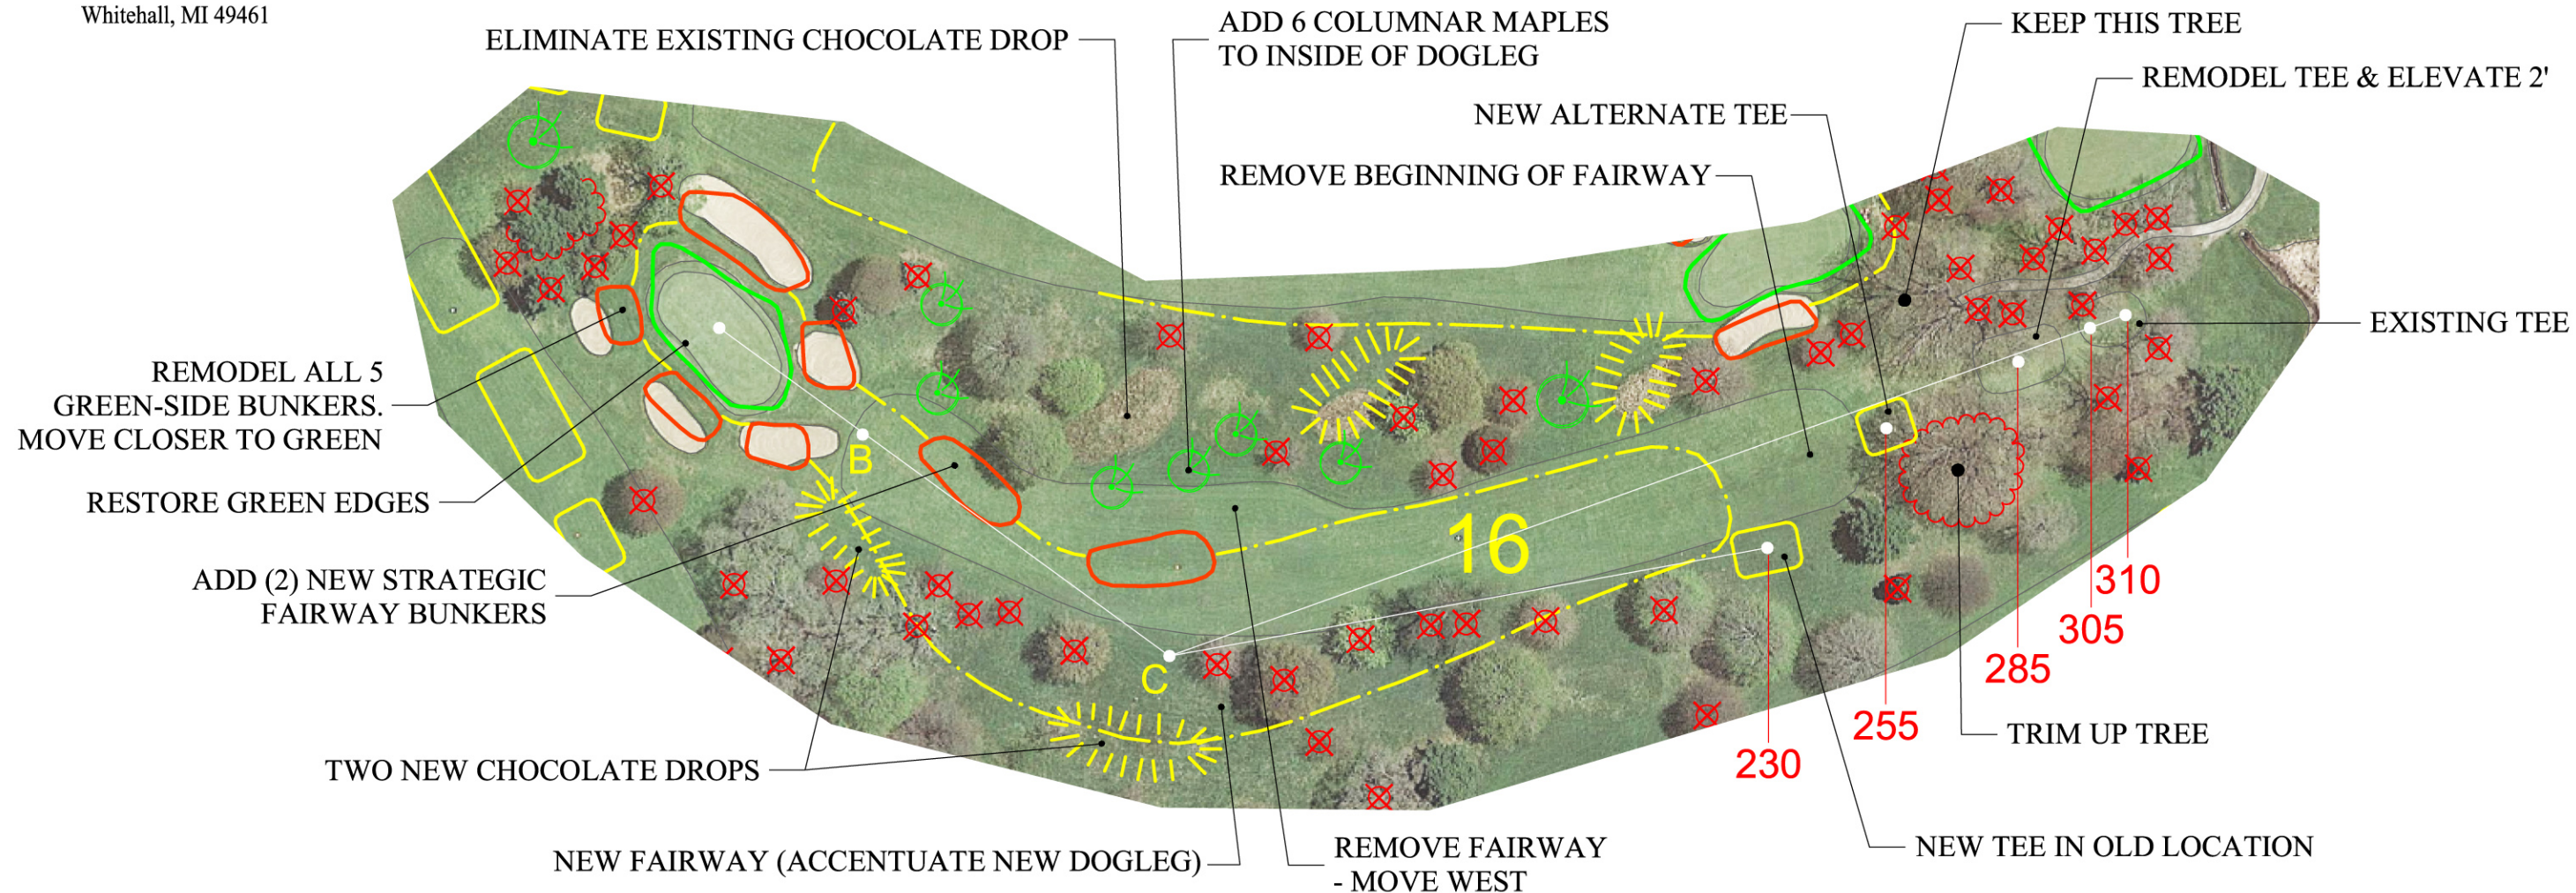 Whitehall, MI 49461
ELIMINATE EXISTING CHOCOLATE DROP
ADD 6 COLUMNAR MAPLES
TO INSIDE OF DOGLEG
KEEP THIS TREE
REMODEL TEE & ELEVATE 2'
NEW ALTERNATE TEE
REMOVE BEGINNING OF FAIRWAY
EXISTING TEE
REMODEL ALL 5
GREEN-SIDE BUNKERS.
MOVE CLOSER TO GREEN
B
RESTORE GREEN EDGES
16
ADD (2) NEW STRATEGIC
FAIRWAY BUNKERS
310
305
285
C
255
230
TRIM UP TREE
TWO NEW CHOCOLATE DROPS
NEW FAIRWAY (ACCENTUATE NEW DOGLEG)
REMOVE FAIRWAY
- MOVE WEST
NEW TEE IN OLD LOCATION